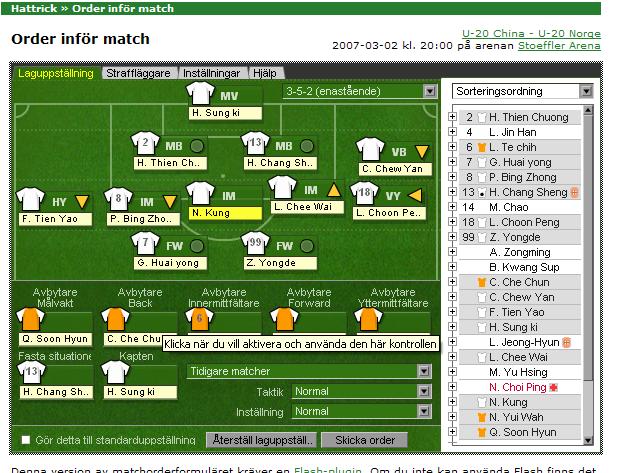 Hattrick » Order inför match
Order inför match
U-20 China - U-20 Norge
2007-03-02 kl. 20:00 på arenan Stoeffler Arena
Laguppställning Straffläggare Inställningar Hjälp
MV
H. Sung ki
3-5-2 (enastående)
2 MB
H. Thien Ch..
13 MB
H. Chang Sh..
VB
C. Chew Yan
HY
F. Tien Yao
8 IM
P. Bing Zho..
IM
N. Kung
IM
L. Chee Wai
18 VY
L. Choon Pe..
7 FW
G. Huai yong
99 FW
Z. Yongde
Avbytare Målvakt
Avbytare Back
Avbytare Innermittfältare
Avbytare Forward
Avbytare Yttermittfältare
Q. Soon Hyun
C. Che Chu
6
Klicka när du vill aktivera och använda den här kontrollen
Fasta situatione
Kapten
13
H. Chang Sh..
H. Sung ki
Tidigare matcher
Taktik Normal
Inställning: Normal
Gör detta till standarduppställning
Återställ laguppställ..
Skicka order
Sorteringsordning
2 H. Thien Chuong
4 L. Jin Han
6 L. Te chih
7 G. Huai yong
8 P. Bing Zhong
13 H. Chang Sheng
14 M. Chao
18 L. Choon Peng
99 Z. Yongde
A. Zongming
B. Kwang Sup
C. Che Chun
C. Chew Yan
F. Tien Yao
H. Sung ki
L. Jeong-Hyun
L. Chee Wai
M. Yu Hsing
N. Choi Ping
N. Kung
N. Yui Wah
Q. Soon Hyun
Denna version av matchorderformuläret kräver en Flash-plugin. Om du inte kan använda Flash finns det